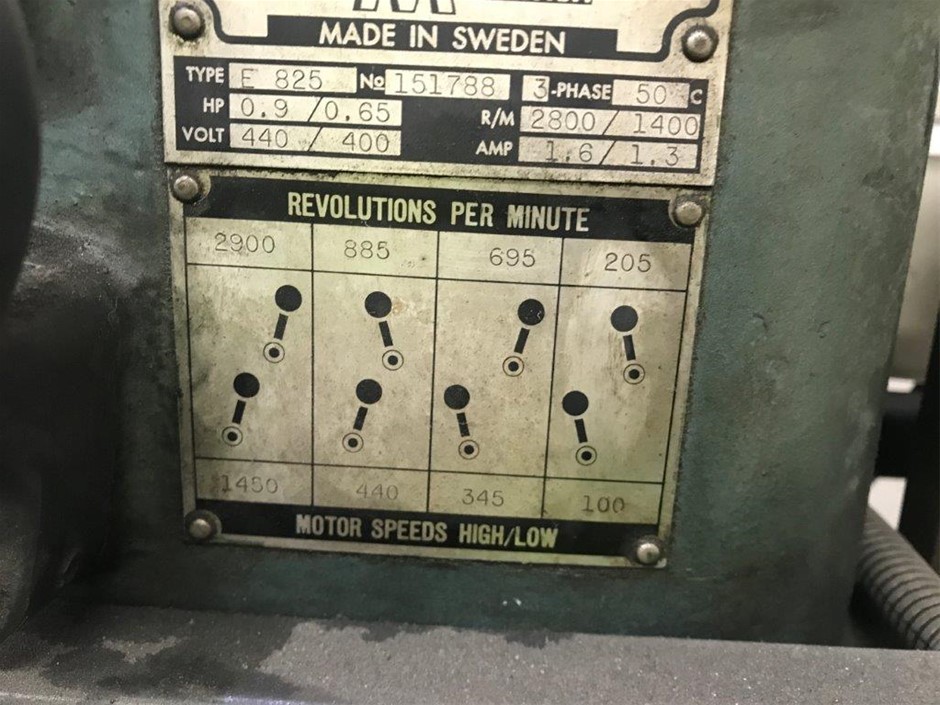 MADE IN SWEDEN
TYPE E 825 № 151788 3-PHASE 50 C
HP 0.9/0.65 R/M 2800/1400
VOLT 440/400 AMP 1.6/1.3
REVOLUTIONS PER MINUTE
2900 885 695 205
1450 440 345 100
MOTOR SPEEDS HIGH/LOW